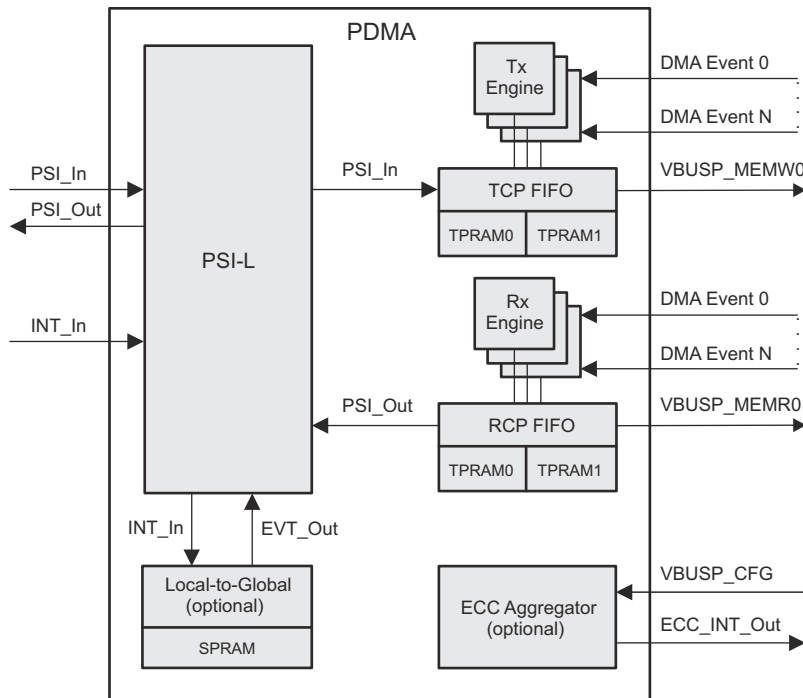 PDMA
Tx
Engine
DMA Event 0
DMA Event N
PSI_In
PSI_In
TCP FIFO
VBUSP_MEMW0
PSI_Out
TPRAM0
TPRAM1
PSI-L
Rx
Engine
DMA Event 0
INT_In
DMA Event N
PSI_Out
RCP FIFO
VBUSP_MEMR0
TPRAM0
TPRAM1
INT_In
EVT_Out
Local-to-Global
(optional)
SPRAM
ECC Aggregator
(optional)
VBUSP_CFG
ECC_INT_Out